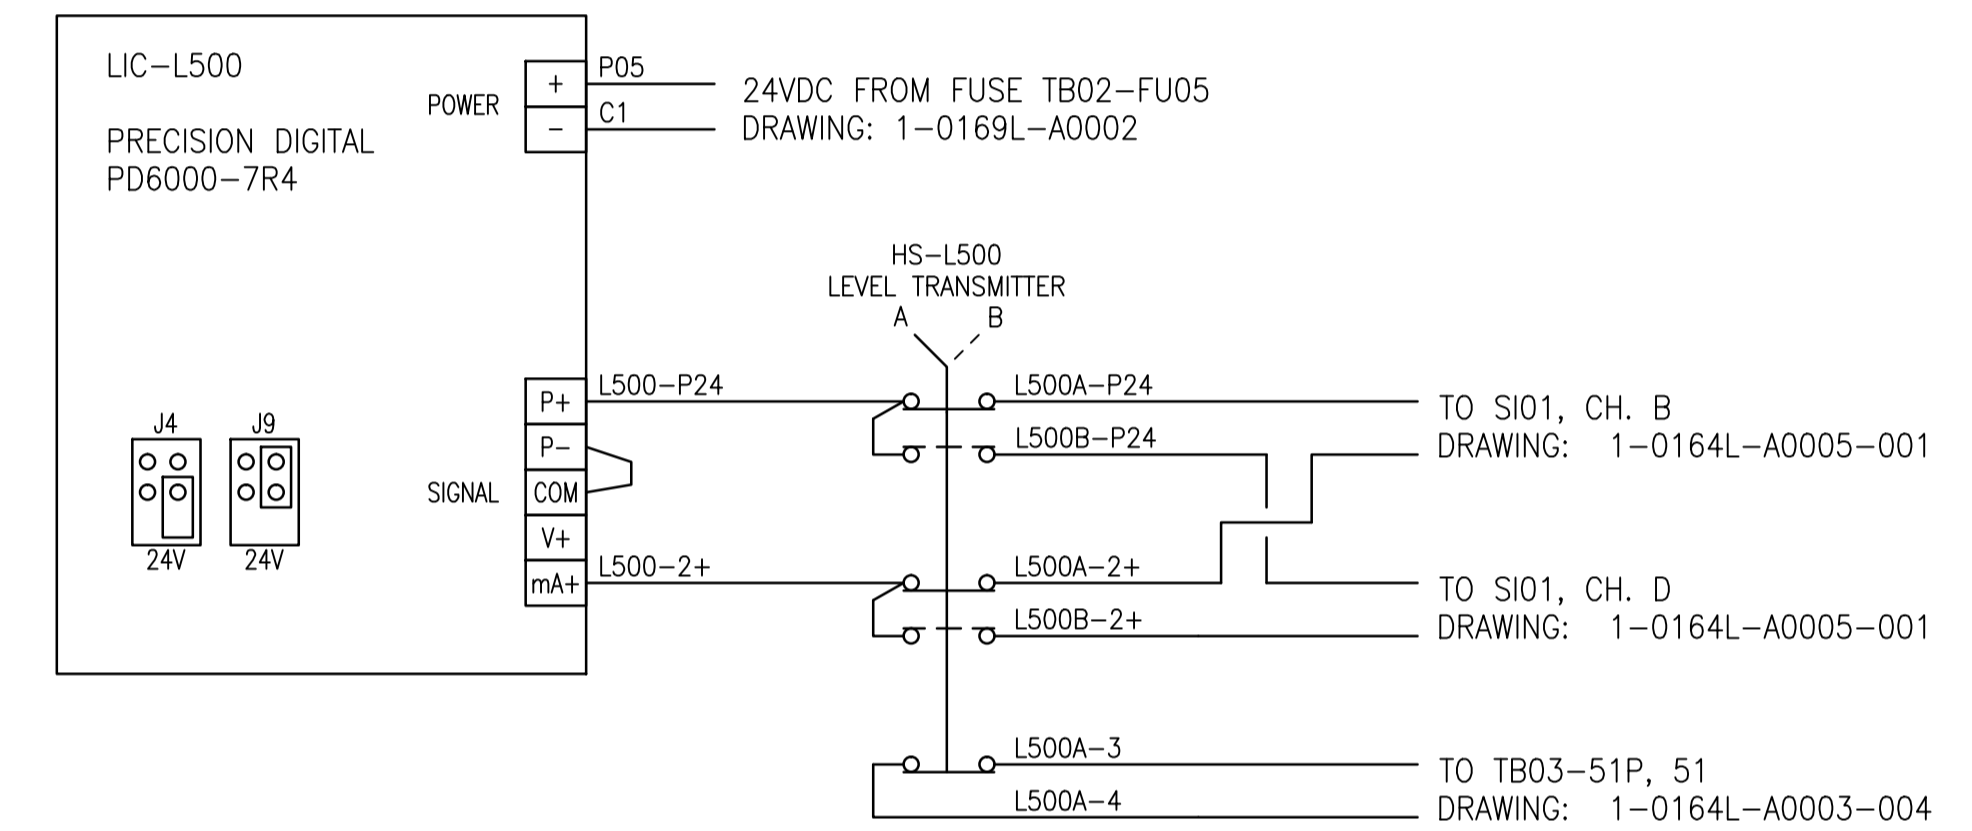 LIC-L500
PRECISION DIGITAL
PD6000-7R4
POWER
+
-
P05
C1
24VDC FROM FUSE TB02-FU05
DRAWING: 1-0169L-A0002
HS-L500
LEVEL TRANSMITTER
A B
J4 J9
24V 24V
SIGNAL
P+
P-
COM
V+
mA+
L500-P24
L500-2+
L500A-P24
L500B-P24
TO SI01, CH. B
DRAWING: 1-0164L-A0005-001
L500A-2+
L500B-2+
TO SI01, CH. D
DRAWING: 1-0164L-A0005-001
L500A-3
L500A-4
TO TB03-51P, 51
DRAWING: 1-0164L-A0003-004